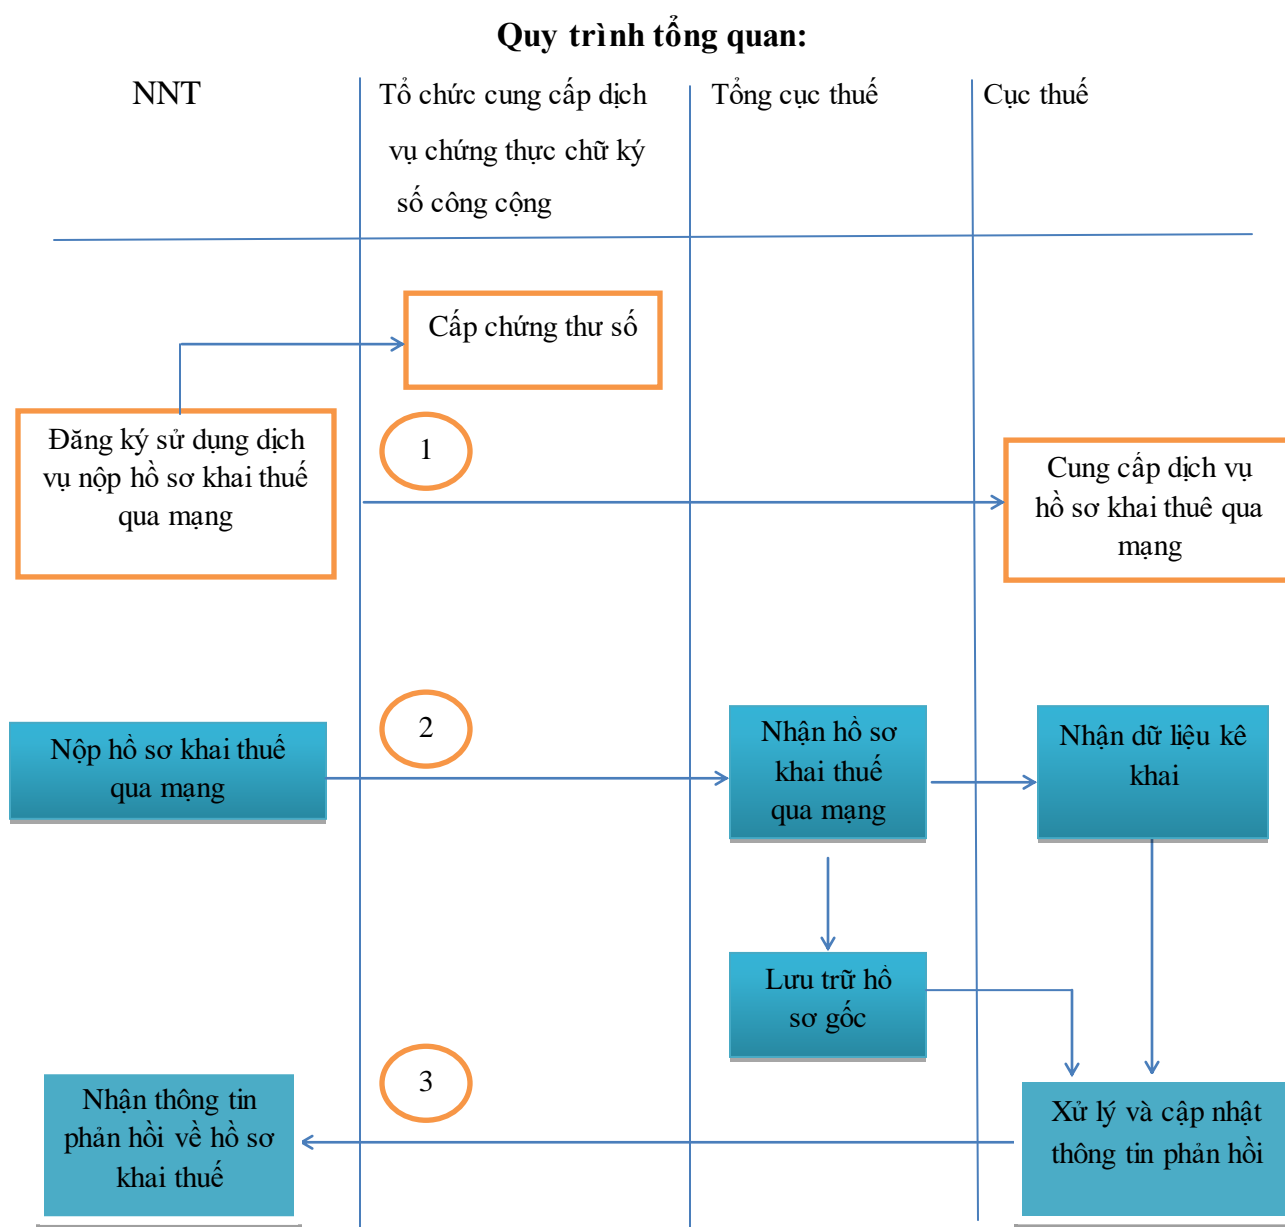 Quy trình tổng quan:
NNT
Tổ chức cung cấp dịch
vụ chứng thực chữ ký
số công cộng
Tổng cục thuế
Cục thuế
Cấp chứng thư số
Đăng ký sử dụng dịch
vụ nộp hồ sơ khai thuế
qua mạng
1
Cung cấp dịch vụ
hồ sơ khai thuê qua
mạng
Nộp hồ sơ khai thuế
qua mạng
2
Nhận hồ sơ
khai thuế
qua mạng
Nhận dữ liệu kê
khai
Lưu trữ hồ
sơ gốc
3
Nhận thông tin
phản hồi về hồ sơ
khai thuế
Xử lý và cập nhật
thông tin phản hồi